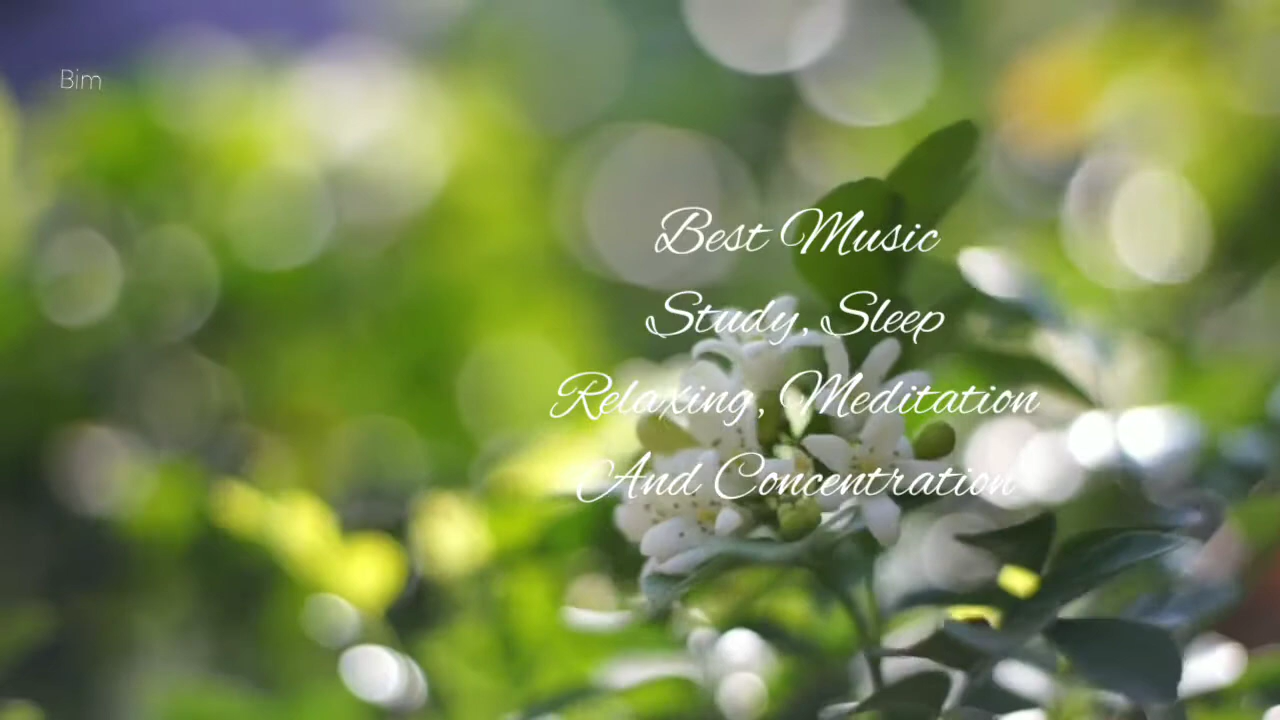 Bim
Best Music
Study, Sleep
Relaxing, Meditation
And Concentration